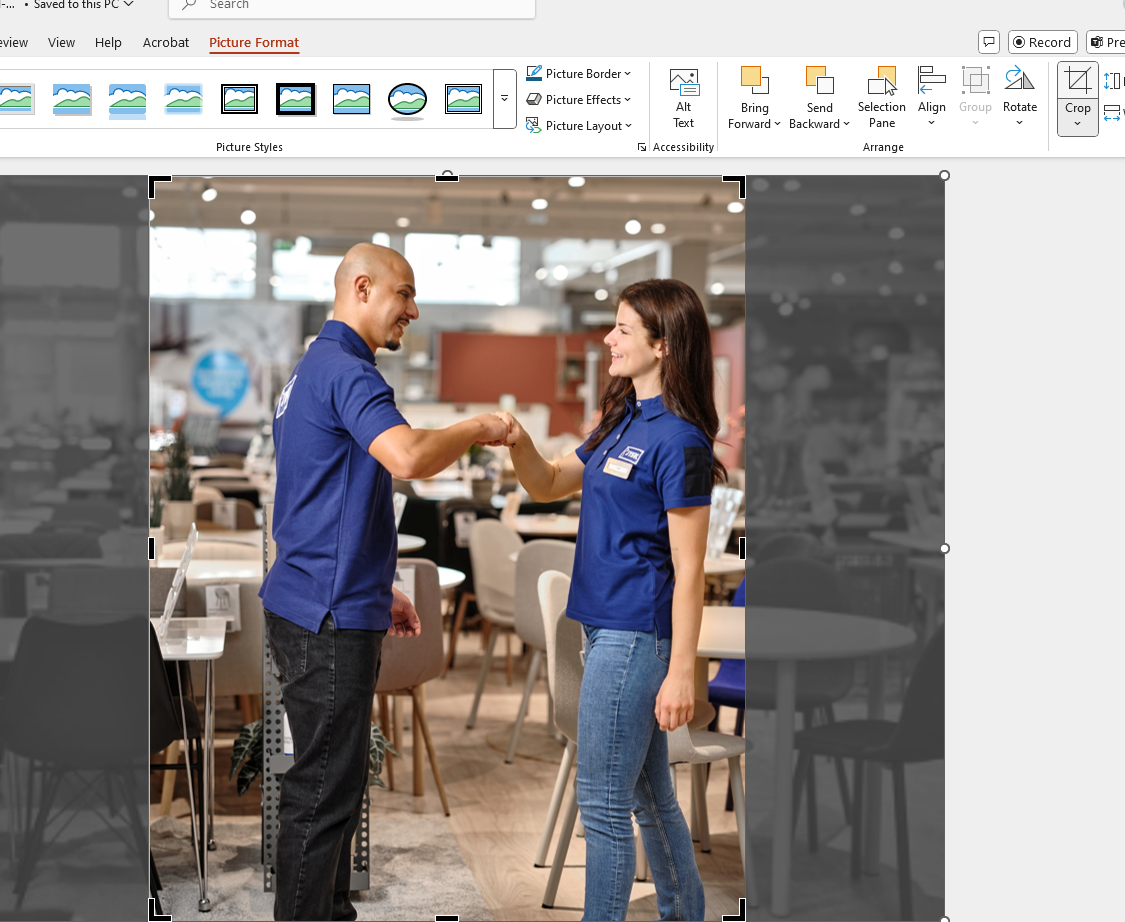 -... • Saved to this PC
Search
eview View Help Acrobat Picture Format
Record
Pre
Picture Border
Picture Effects
Picture Layout
Alt
Text
Bring
Forward
Send
Backward
Selection
Pane
Align
Group
Rotate
Crop
Picture Styles
Accessibility
Arrange
JYSK